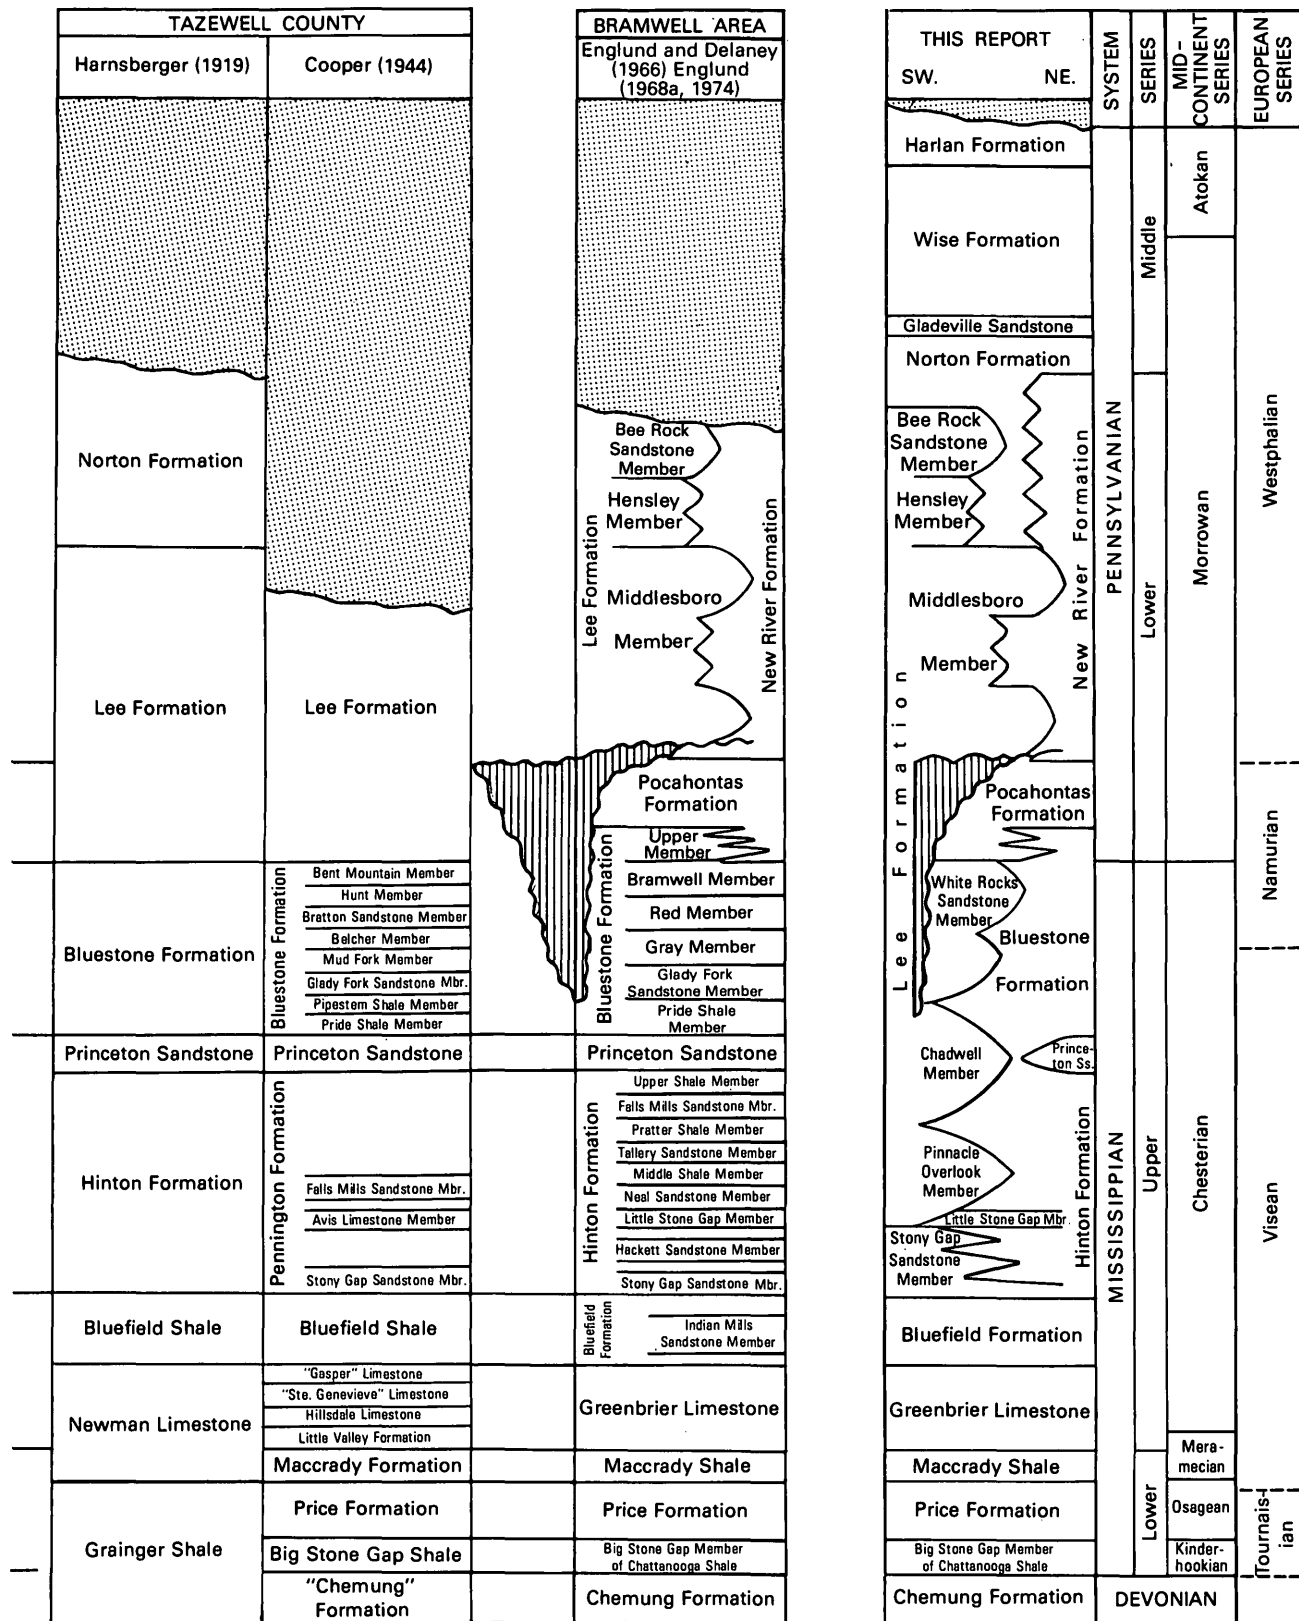 TAZEWELL COUNTY
Harnsberger (1919)
Cooper (1944)
Norton Formation
Lee Formation
Bluestone Formation
Princeton Sandstone
Hinton Formation
Bluefield Shale
Newman Limestone
Grainger Shale
Lee Formation
Bluestone Formation
Bent Mountain Member
Hunt Member
Bratton Sandstone Member
Belcher Member
Mud Fork Member
Glady Fork Sandstone Mbr.
Pipestem Shale Member
Pride Shale Member
Princeton Sandstone
Pennington Formation
Falls Mills Sandstone Mbr.
Avis Limestone Member
Stony Gap Sandstone Mbr.
Bluefield Shale
"Gasper" Limestone
"Ste. Genevieve" Limestone
Hillsdale Limestone
Little Valley Formation
Maccrady Formation
Price Formation
Big Stone Gap Shale
"Chemung"
Formation
BRAMWELL AREA
Englund and Delaney
(1966) Englund
(1968a, 1974)
Lee Formation
Bee Rock
Sandstone
Member
Hensley
Member
Middlesboro
Member
New River Formation
Pocahontas
Formation
Bluestone Formation
Upper
Member
Bramwell Member
Red Member
Gray Member
Glady Fork
Sandstone Member
Pride Shale
Member
Princeton Sandstone
Hinton Formation
Upper Shale Member
Falls Mills Sandstone Mbr.
Pratter Shale Member
Tallery Sandstone Member
Middle Shale Member
Neal Sandstone Member
Little Stone Gap Member
Hackett Sandstone Member
Stony Gap Sandstone Mbr.
Bluefield
Formation
Indian Mills
Sandstone Member
Greenbrier Limestone
Maccrady Shale
Price Formation
Big Stone Gap Member
of Chattanooga Shale
Chemung Formation
THIS REPORT
SW. NE.
Harlan Formation
Wise Formation
Gladeville Sandstone
Norton Formation
Bee Rock
Sandstone
Member
Hensley
Member
Middlesboro
Member
New River Formation
Lee Formation
Pocahontas
Formation
White Rocks
Sandstone
Member
Bluestone
Formation
Chadwell
Member
Prince-
ton Ss.
Pinnacle
Overlook
Member
Hinton Formation
Little Stone Gap Mbr.
Stony Gap
Sandstone
Member
Bluefield Formation
Greenbrier Limestone
Maccrady Shale
Price Formation
Big Stone Gap Member
of Chattanooga Shale
Chemung Formation
SYSTEM
PENNSYLVANIAN
MISSISSIPPIAN
DEVONIAN
SERIES
Middle
Lower
Upper
Lower
MID-
CONTINENT
SERIES
Atokan
Morrowan
Chesterian
Mera-
mecian
Osagean
Kinder-
hookian
EUROPEAN
SERIES
Westphalian
Namurian
Visean
Tournais-
ian